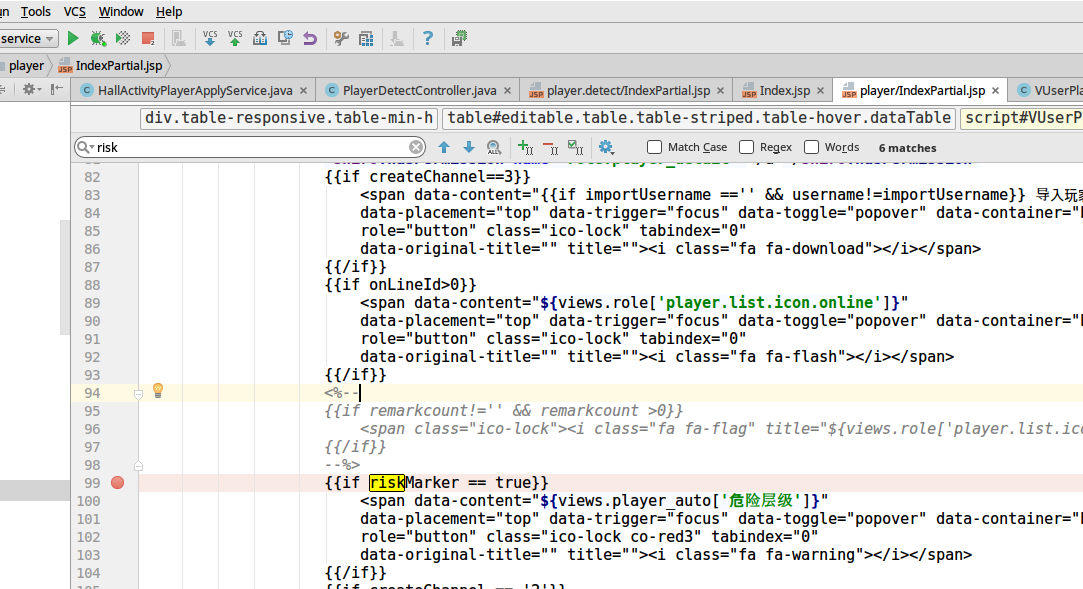 un Tools VCS Window Help
service VCS VCS ?
player JSP IndexPartial.jsp
C HallActivityPlayerApplyService.java × C PlayerDetectController.java × JSP player.detect/IndexPartial.jsp × JSP Index.jsp × JSP player/IndexPartial.jsp × C VUserPla
div.table-responsive.table-min-h table#editable.table.table-striped.table-hover.dataTable script#VUserP
risk Match Case Regex Words 6 matches
82 {{if createChannel==3}}
83 <span data-content="{{if importUsername =='' && username!=importUsername}} 导入玩家
84 data-placement="top" data-trigger="focus" data-toggle="popover" data-container="
85 role="button" class="ico-lock" tabindex="0"
86 data-original-title="" title=""><i class="fa fa-download"></i></span>
87 {{/if}}
88 {{if onLineId>0}}
89 <span data-content="${views.role['player.list.icon.online']}"
90 data-placement="top" data-trigger="focus" data-toggle="popover" data-container="
91 role="button" class="ico-lock" tabindex="0"
92 data-original-title="" title=""><i class="fa fa-flash"></i></span>
93 {{/if}}
94 <%--
95 {{if remarkcount!='' && remarkcount >0}}
96 <span class="ico-lock"><i class="fa fa-flag" title="${views.role['player.list.ico
97 {{/if}}
98 --%>
99 {{if riskMarker == true}}
100 <span data-content="${views.player_auto['危险层级']}"
101 data-placement="top" data-trigger="focus" data-toggle="popover" data-container="
102 role="button" class="ico-lock co-red3" tabindex="0"
103 data-original-title="" title=""><i class="fa fa-warning"></i></span>
104 {{/if}}
105 {{if createChannel == '2'}}